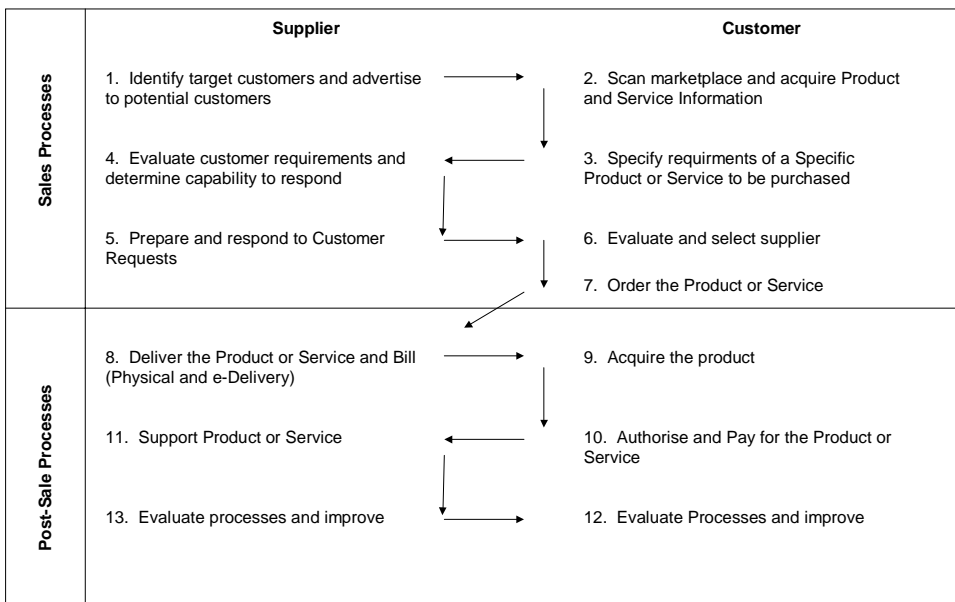 Supplier
Customer
Sales Processes
1. Identify target customers and advertise
to potential customers
2. Scan marketplace and acquire Product
and Service Information
4. Evaluate customer requirements and
determine capability to respond
3. Specify requirments of a Specific
Product or Service to be purchased
5. Prepare and respond to Customer
Requests
6. Evaluate and select supplier
7. Order the Product or Service
Post-Sale Processes
8. Deliver the Product or Service and Bill
(Physical and e-Delivery)
9. Acquire the product
11. Support Product or Service
10. Authorise and Pay for the Product or
Service
13. Evaluate processes and improve
12. Evaluate Processes and improve